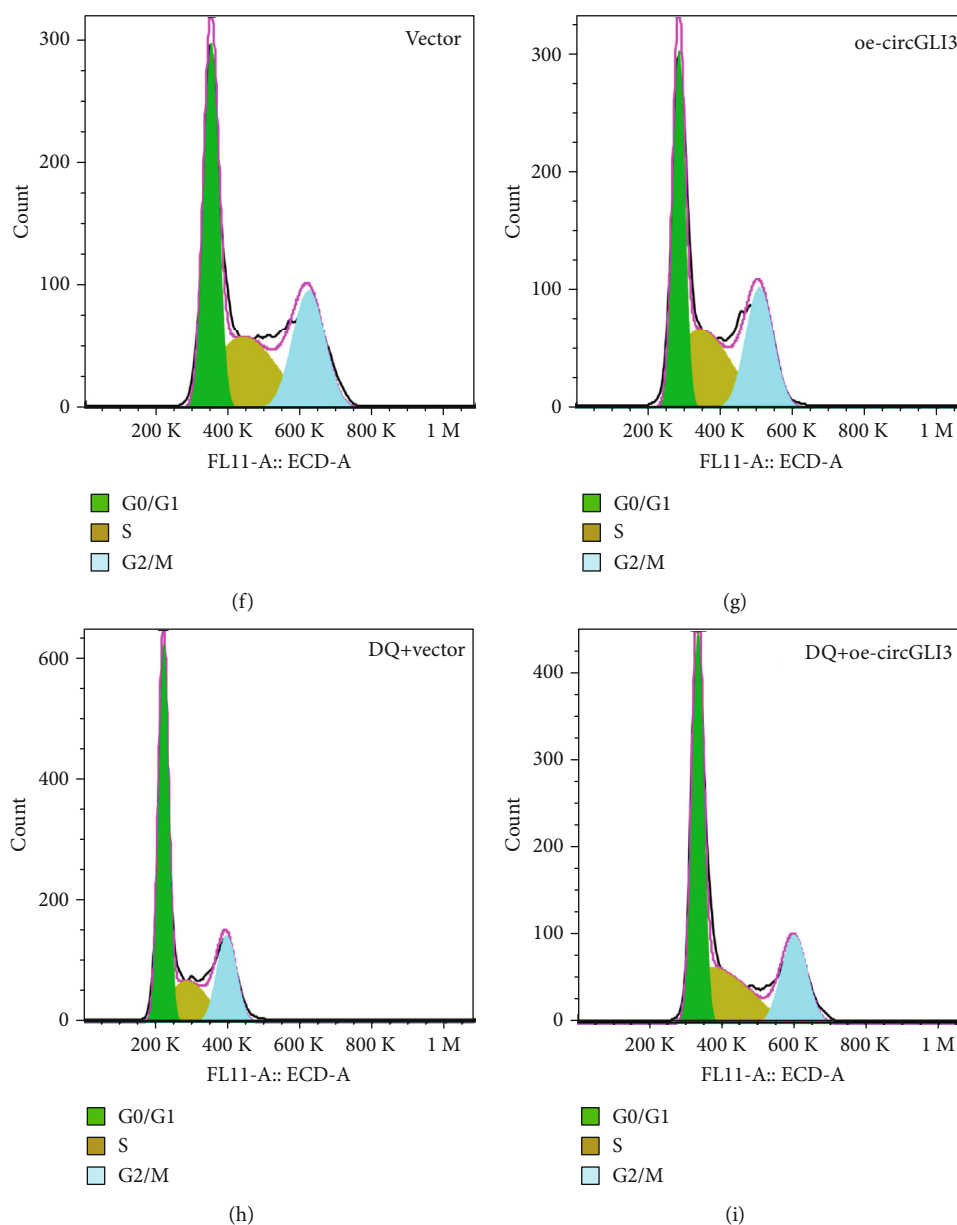 Vector
300
200
100
0
Count
200 K 400 K 600 K 800 K 1 M
FL11-A:: ECD-A
G0/G1
S
G2/M
(f)
oe-circGLI3
300
200
100
0
Count
200 K 400 K 600 K 800 K 1 M
FL11-A:: ECD-A
G0/G1
S
G2/M
(g)
DQ+vector
600
400
200
0
Count
200 K 400 K 600 K 800 K 1 M
FL11-A:: ECD-A
G0/G1
S
G2/M
(h)
DQ+oe-circGLI3
400
300
200
100
0
Count
200 K 400 K 600 K 800 K 1 M
FL11-A:: ECD-A
G0/G1
S
G2/M
(i)